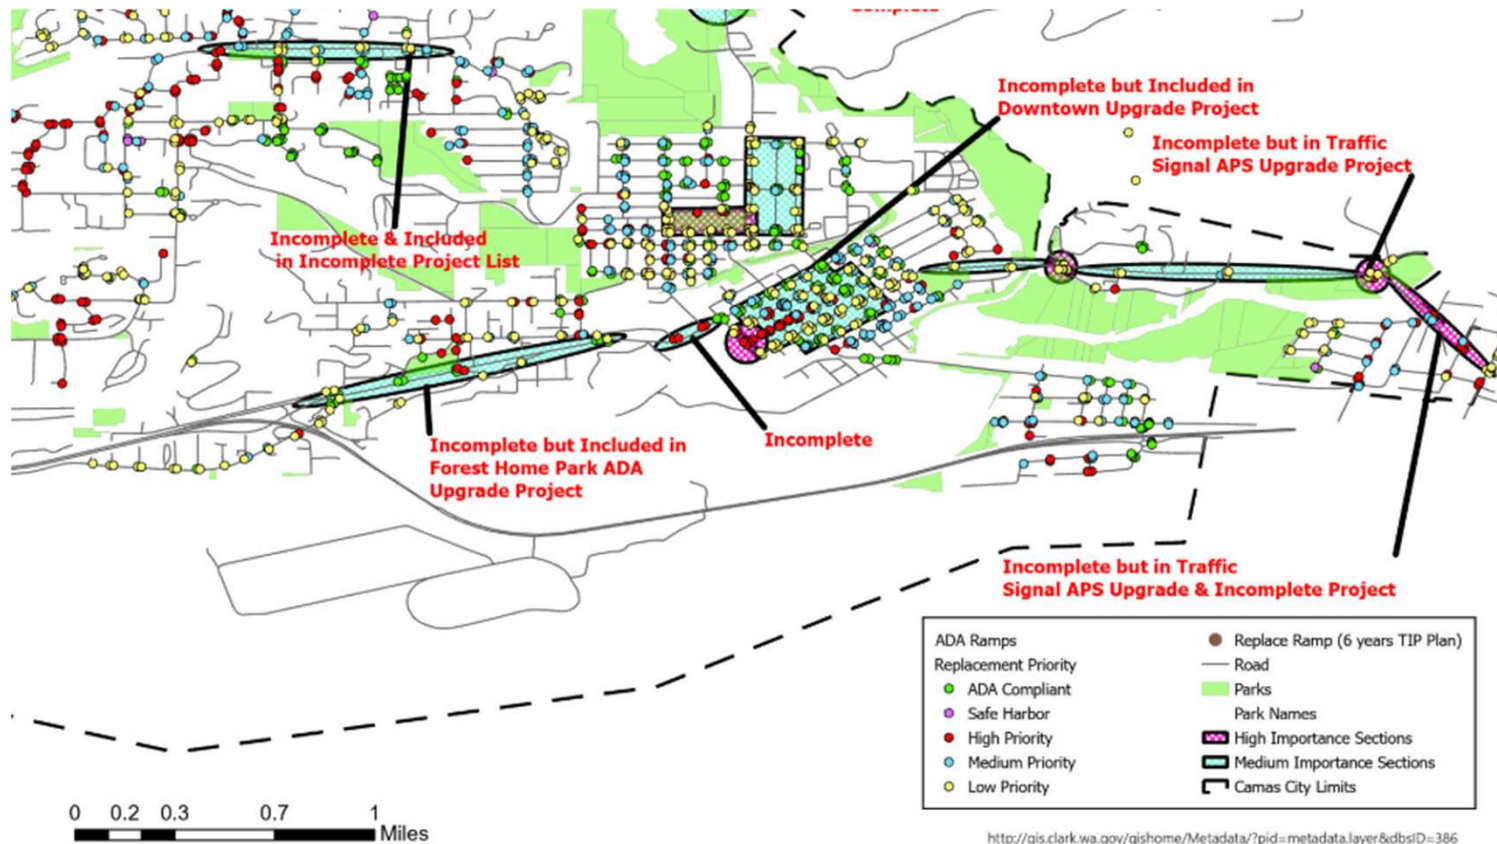 Complete
Incomplete but Included in
Downtown Upgrade Project
Incomplete but in Traffic
Signal APS Upgrade Project
Incomplete & Included
in Incomplete Project List
Incomplete
Incomplete but Included in
Forest Home Park ADA
Upgrade Project
Incomplete but in Traffic
Signal APS Upgrade & Incomplete Project
ADA Ramps
Replacement Priority
ADA Compliant
Safe Harbor
High Priority
Medium Priority
Low Priority
Replace Ramp (6 years TIP Plan)
Road
Parks
Park Names
High Importance Sections
Medium Importance Sections
Camas City Limits
0 0.2 0.3 0.7 1
Miles
http://gis.clark.wa.gov/gishome/Metadata/?pid=metadata.layer&dbsID=386